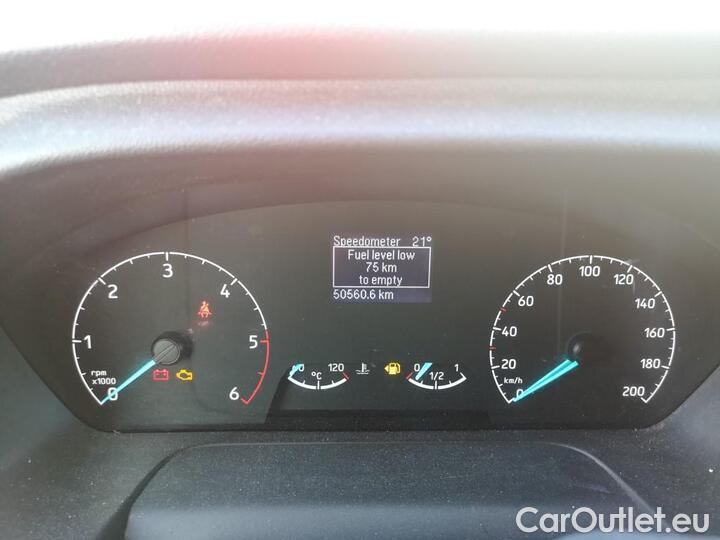 Speedometer 21°
Fuel level low
75 km
to empty
50560.6 km
0 1 2 3 4 5 6
rpm
x1000
120
°C
0 1/2 1
0 20 40 60 80 100 120 140 160 180 200
km/h
CarOutlet.eu